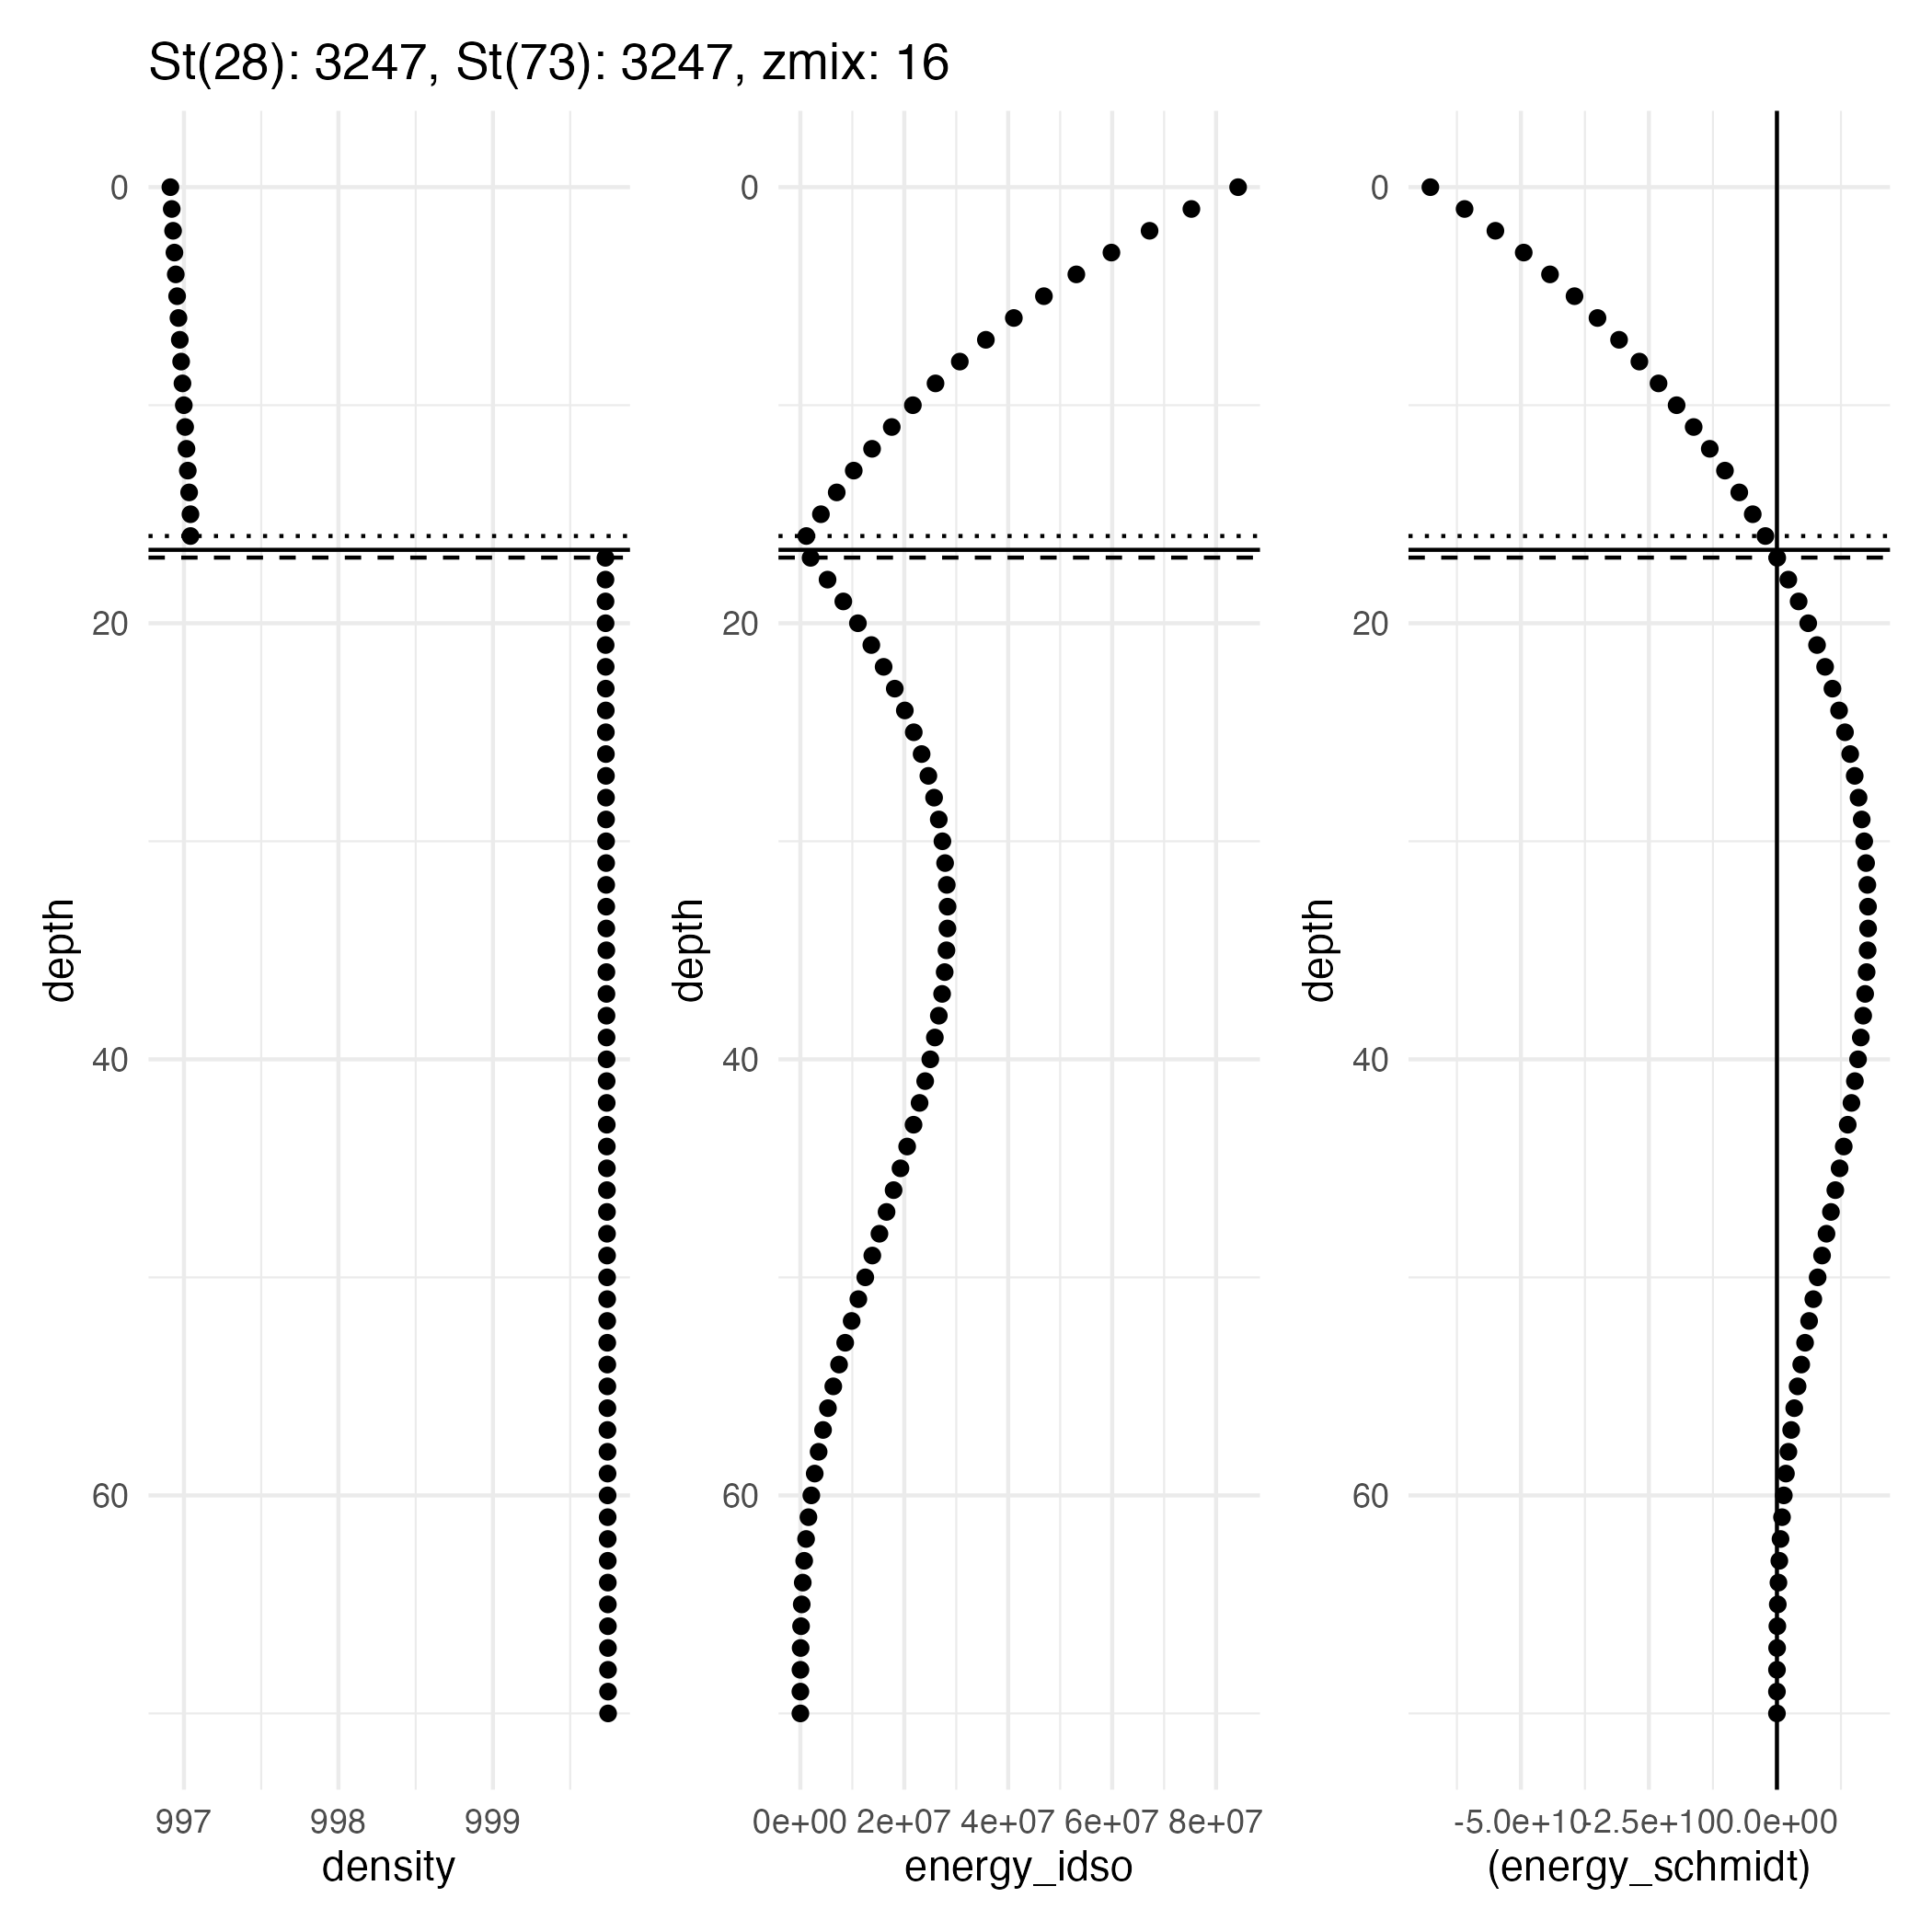 St(28): 3247, St(73): 3247, zmix: 16
depth
0
20
40
60
997 998 999
density
depth
0
20
40
60
0e+00 2e+07 4e+07 6e+07 8e+07
energy_idso
depth
0
20
40
60
-5.0e+10 -2.5e+10 0.0e+00
(energy_schmidt)